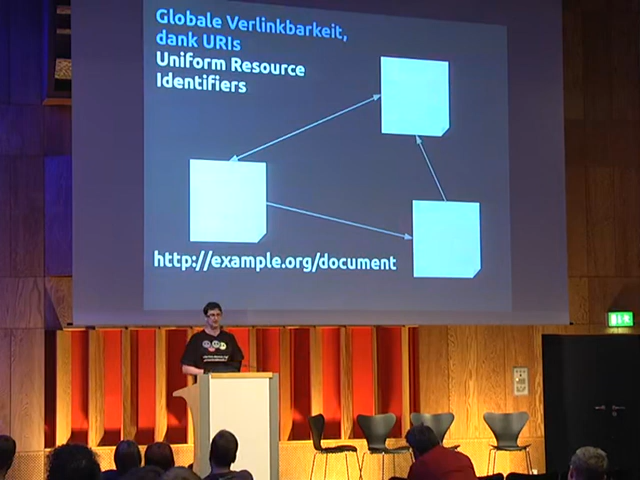 Globale Verlinkbarkeit,
dank URIs
Uniform Resource
Identifiers
http://example.org/document